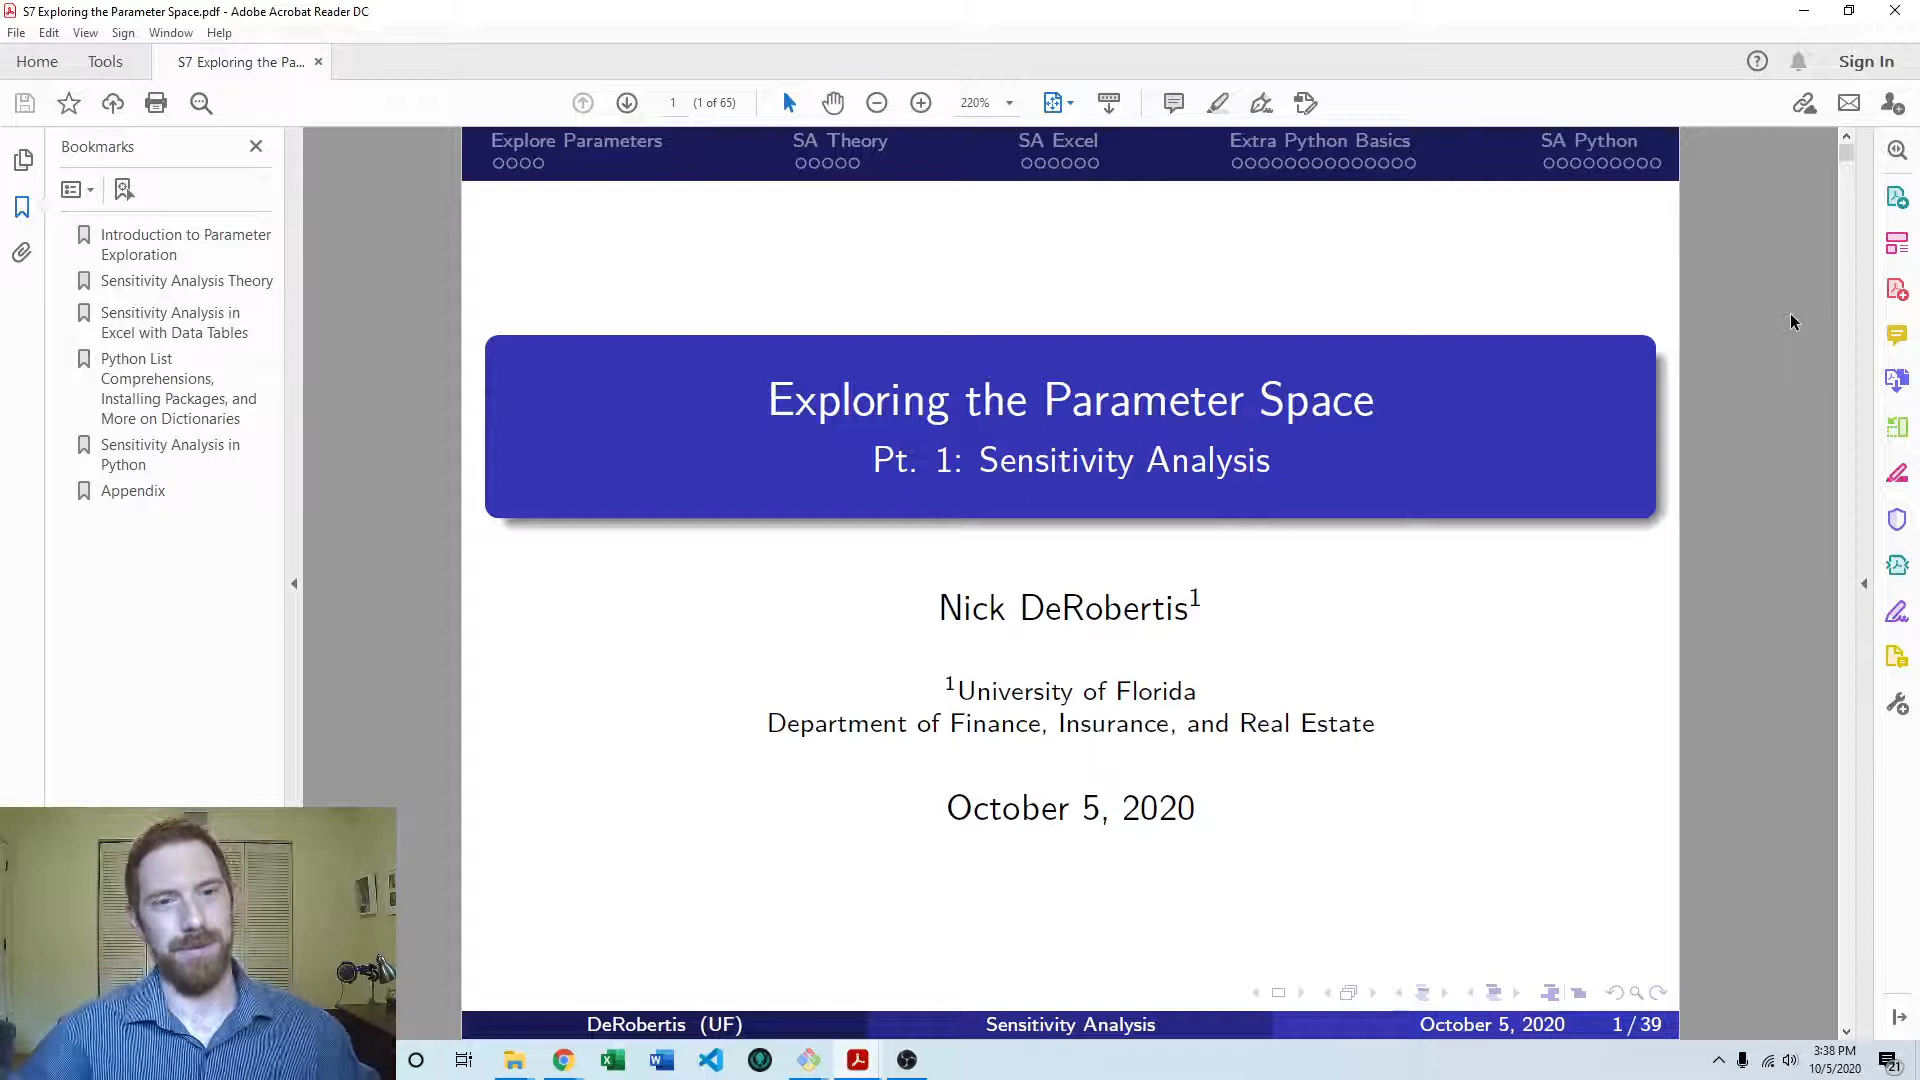 S7 Exploring the Parameter Space.pdf - Adobe Acrobat Reader DC
File Edit View Sign Window Help
Home Tools S7 Exploring the Pa... Sign In
1 (1 of 65) 220%
Bookmarks
Introduction to Parameter
Exploration
Sensitivity Analysis Theory
Sensitivity Analysis in
Excel with Data Tables
Python List
Comprehensions,
Installing Packages, and
More on Dictionaries
Sensitivity Analysis in
Python
Appendix
Explore Parameters SA Theory SA Excel Extra Python Basics SA Python
Exploring the Parameter Space
Pt. 1: Sensitivity Analysis
Nick DeRobertis1
1University of Florida
Department of Finance, Insurance, and Real Estate
October 5, 2020
DeRobertis (UF) Sensitivity Analysis October 5, 2020 1 / 39
3:38 PM
10/5/2020
21